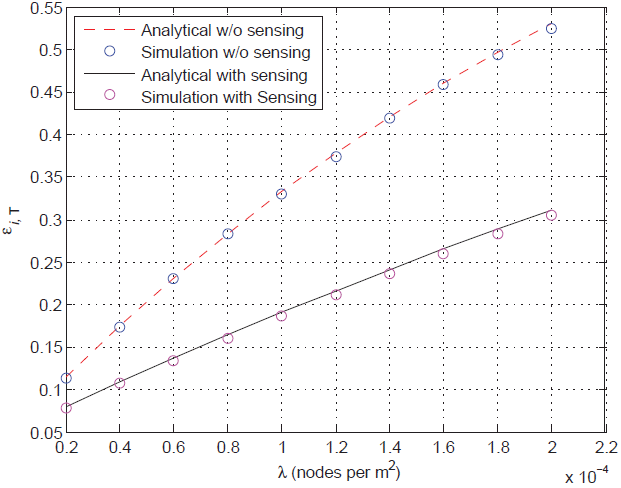 0.55
0.5
0.45
0.4
0.35
0.3
0.25
0.2
0.15
0.1
0.05
ε i, T
Analytical w/o sensing
Simulation w/o sensing
Analytical with sensing
Simulation with Sensing
0.2 0.4 0.6 0.8 1 1.2 1.4 1.6 1.8 2 2.2
λ (nodes per m²)
x 10⁻⁴